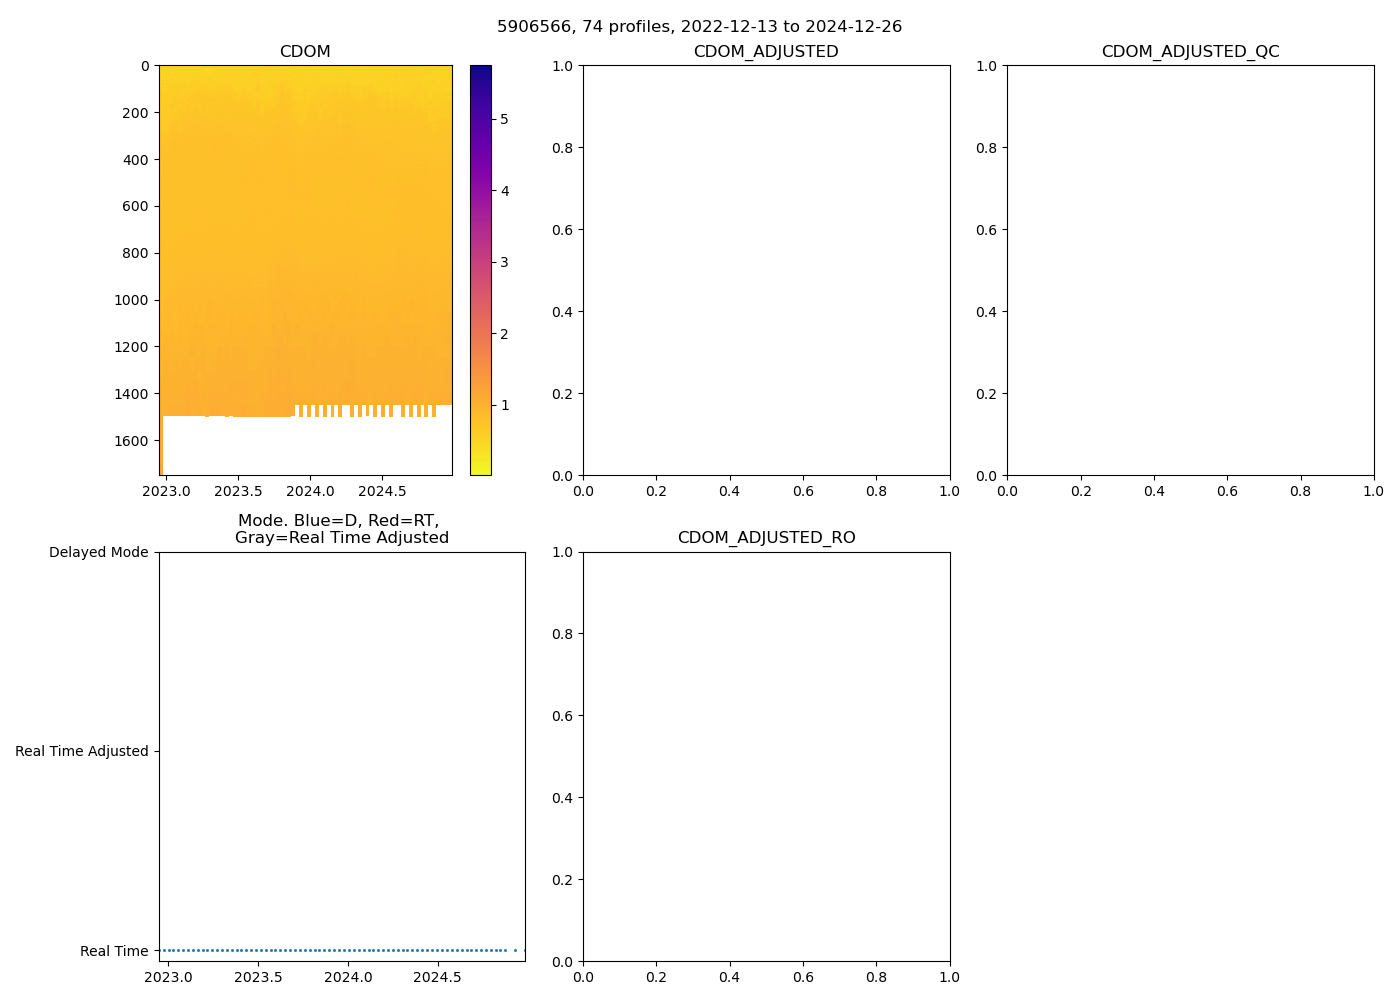 5906566, 74 profiles, 2022-12-13 to 2024-12-26
CDOM
0
200
400
600
800
1000
1200
1400
1600
2023.0 2023.5 2024.0 2024.5
5
4
3
2
1
CDOM_ADJUSTED
1.0
0.8
0.6
0.4
0.2
0.0
0.0 0.2 0.4 0.6 0.8 1.0
CDOM_ADJUSTED_QC
1.0
0.8
0.6
0.4
0.2
0.0
0.0 0.2 0.4 0.6 0.8 1.0
Mode. Blue=D, Red=RT,
Gray=Real Time Adjusted
Delayed Mode
Real Time Adjusted
Real Time
2023.0 2023.5 2024.0 2024.5
CDOM_ADJUSTED_RO
1.0
0.8
0.6
0.4
0.2
0.0
0.0 0.2 0.4 0.6 0.8 1.0